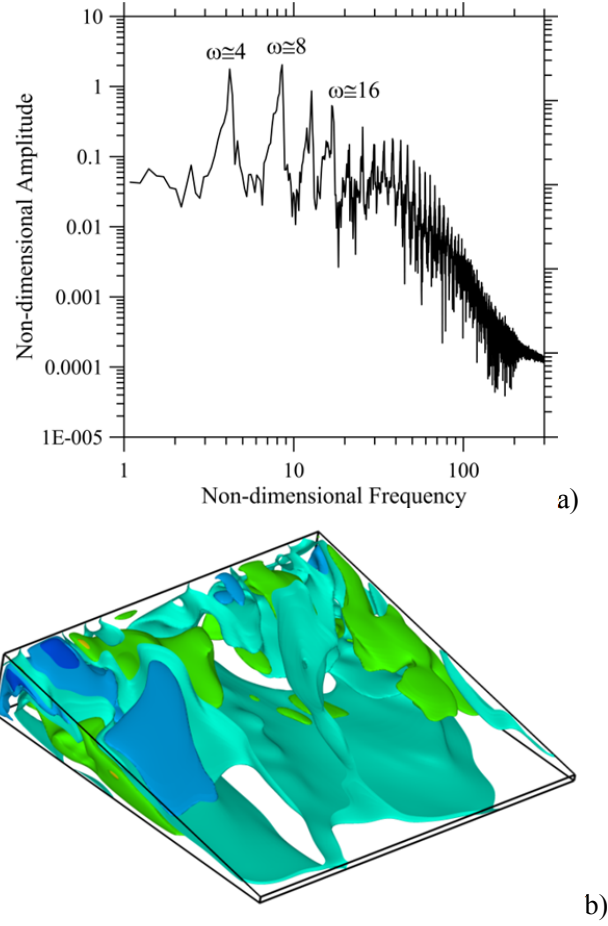 10
ω≅4
ω≅8
1
ω≅16
0.1
0.01
0.001
0.0001
1E-005
Non-dimensional Amplitude
1 10 100
Non-dimensional Frequency
a)
b)